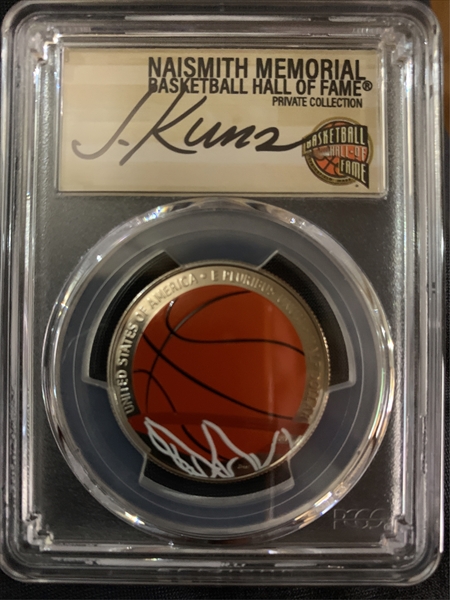 NAISMITH MEMORIAL
BASKETBALL HALL OF FAME®
PRIVATE COLLECTION
J. Kunz
BASKETBALL
HALL OF
FAME
UNITED STATES OF AMERICA • E PLURIBUS
PCGS